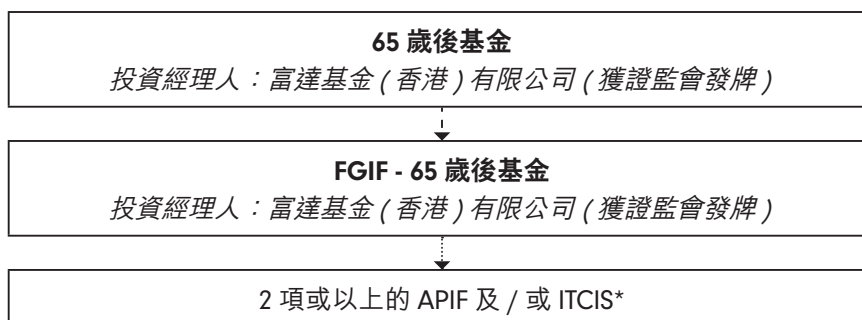 65 歲後基金
投資經理人：富達基金 ( 香港 ) 有限公司 ( 獲證監會發牌 )
FGIF - 65 歲後基金
投資經理人：富達基金 ( 香港 ) 有限公司 ( 獲證監會發牌 )
2 項或以上的 APIF 及 / 或 ITCIS*